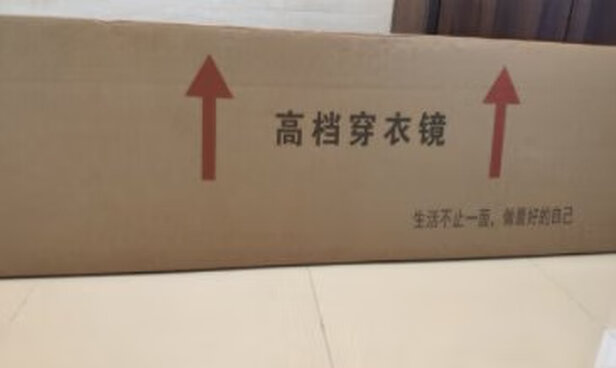 高档穿衣镜
生活不止一面，做最好的自己